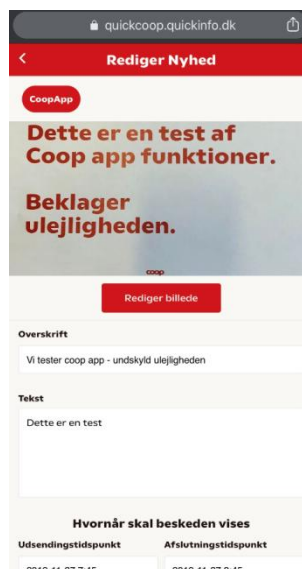 quickcoop.quickinfo.dk
Rediger Nyhed
CoopApp
Dette er en test af
Coop app funktioner.
Beklager
ulejligheden.
coop
Rediger billede
Overskrift
Vi tester coop app - undskyld ulejligheden
Tekst
Dette er en test
Hvornår skal beskeden vises
Udsendingstidspunkt Afslutningstidspunkt